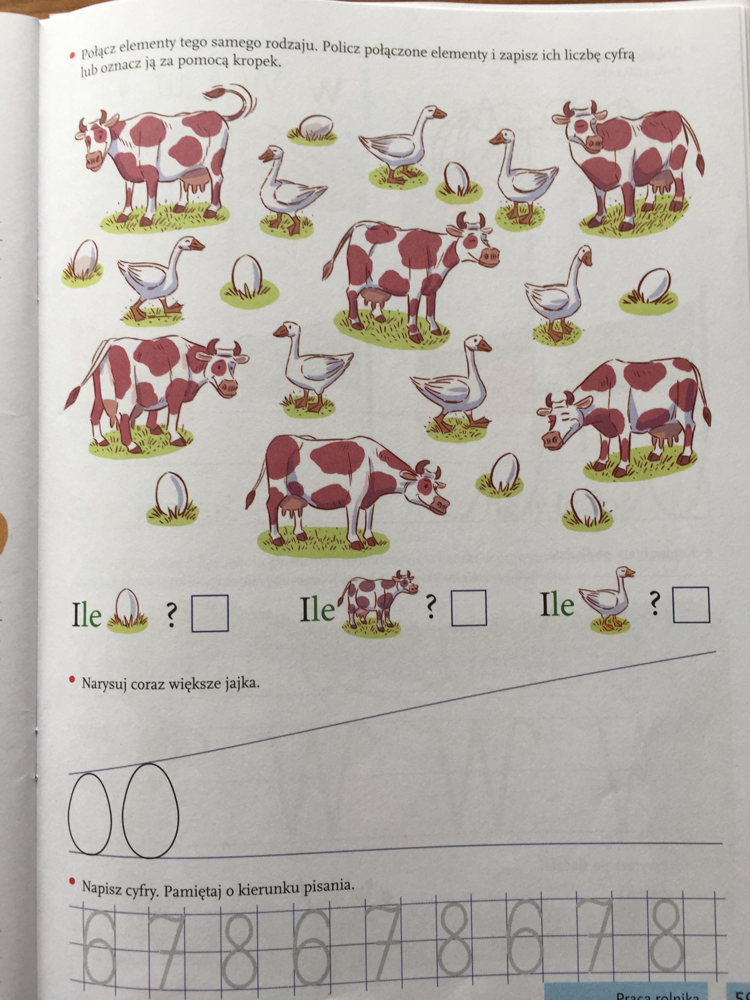 • Połącz elementy tego samego rodzaju. Policz połączone elementy i zapisz ich liczbę cyfrą
lub oznacz ją za pomocą kropek.
Ile ? Ile ? Ile ?
• Narysuj coraz większe jajka.
• Napisz cyfry. Pamiętaj o kierunku pisania.
6 7 8 6 7 8 6 7 8
Praca rolnika